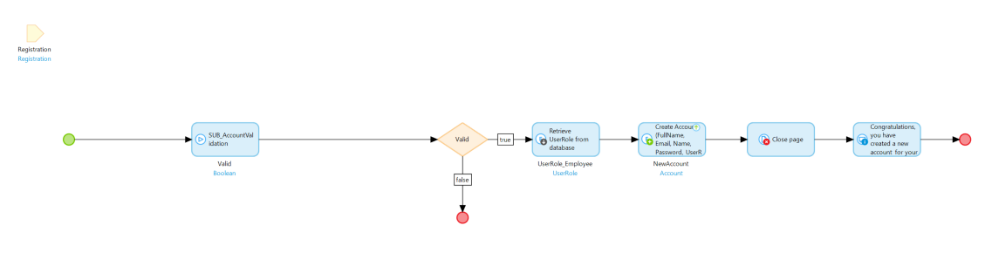 Registration
Registration
SUB_AccountVal
idation
Valid
Boolean
Valid
true
false
Retrieve
UserRole from
database
UserRole_Employee
UserRole
Create Accou
(FullName,
Email, Name,
Password, UserR
NewAccount
Account
Close page
Congratulations,
you have
created a new
account for your